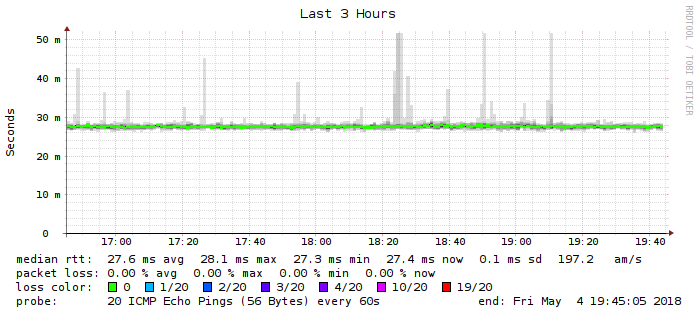 Last 3 Hours
RRDTOOL / TOBI OETIKER
Seconds
50 m
40 m
30 m
20 m
10 m
0
17:00 17:20 17:40 18:00 18:20 18:40 19:00 19:20 19:40
median rtt: 27.6 ms avg 28.1 ms max 27.3 ms min 27.4 ms now 0.1 ms sd 197.2 am/s
packet loss: 0.00 % avg 0.00 % max 0.00 % min 0.00 % now
loss color: 0 1/20 2/20 3/20 4/20 10/20 19/20
probe: 20 ICMP Echo Pings (56 Bytes) every 60s end: Fri May 4 19:45:05 2018